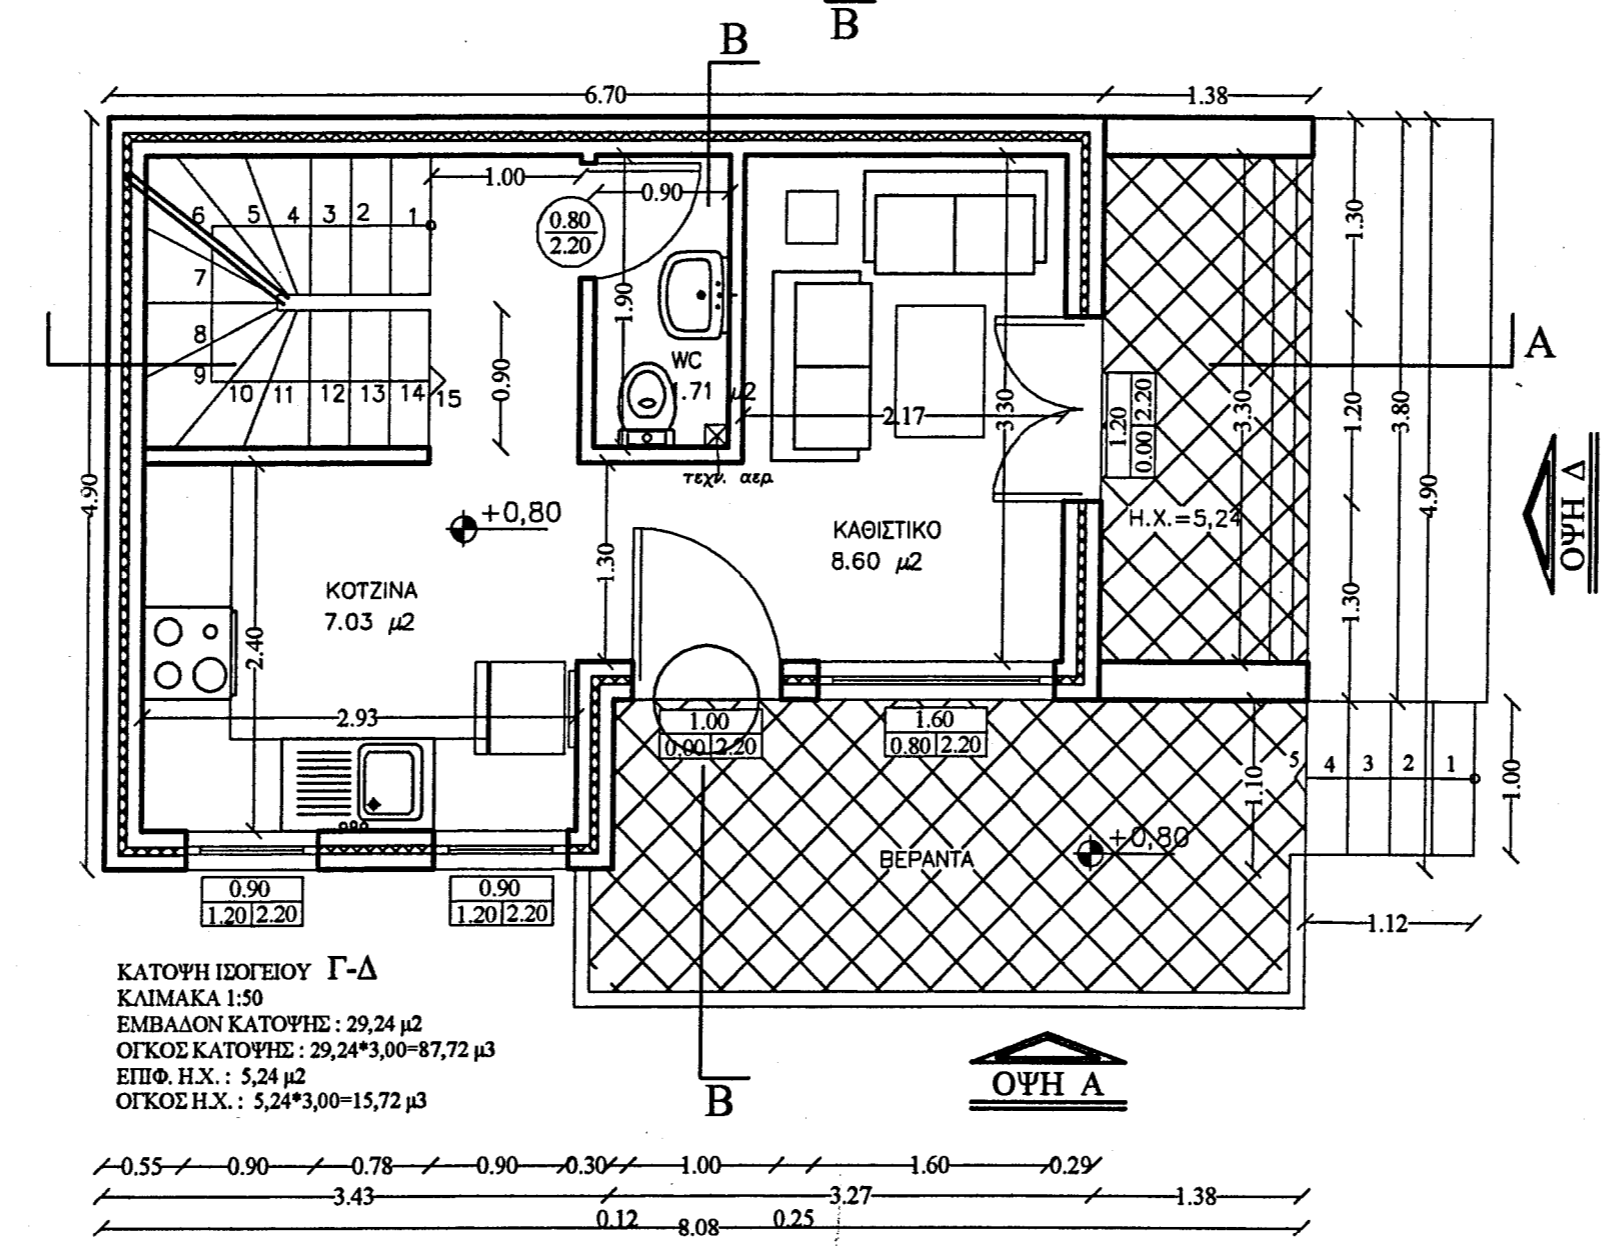 B
B
6.70
1.38
1.00
0.90
0.80
2.20
6
5
4
3
2
1
7
8
9
10
11
12
13
14
15
1.90
0.90
WC
1.71 μ2
2.17
3.30
τεχν. αερ
4.90
+0,80
ΚΑΘΙΣΤΙΚΟ
8.60 μ2
ΚΟΤΖΙΝΑ
7.03 μ2
2.40
1.30
2.93
1.20
0.00 2.20
3.30
Η.Χ.=5,24
1.30
1.20
1.30
3.80
4.90
A
ΟΨΗ Δ
1.00
0.00 2.20
1.60
0.80 2.20
1.10
5
4
3
2
1
1.00
ΒΕΡΑΝΤΑ
+0,80
1.12
0.90
1.20 2.20
0.90
1.20 2.20
ΚΑΤΟΨΗ ΙΣΟΓΕΙΟΥ Γ-Δ
ΚΛΙΜΑΚΑ 1:50
ΕΜΒΑΔΟΝ ΚΑΤΟΨΗΣ : 29,24 μ2
ΟΓΚΟΣ ΚΑΤΟΨΗΣ : 29,24*3,00=87,72 μ3
ΕΠΙΦ. Η.Χ. : 5,24 μ2
ΟΓΚΟΣ Η.Χ. : 5,24*3,00=15,72 μ3
B
ΟΨΗ Α
0.55 0.90 0.78 0.90 0.30 1.00 1.60 0.29
3.43 3.27 1.38
0.12 0.25
8.08